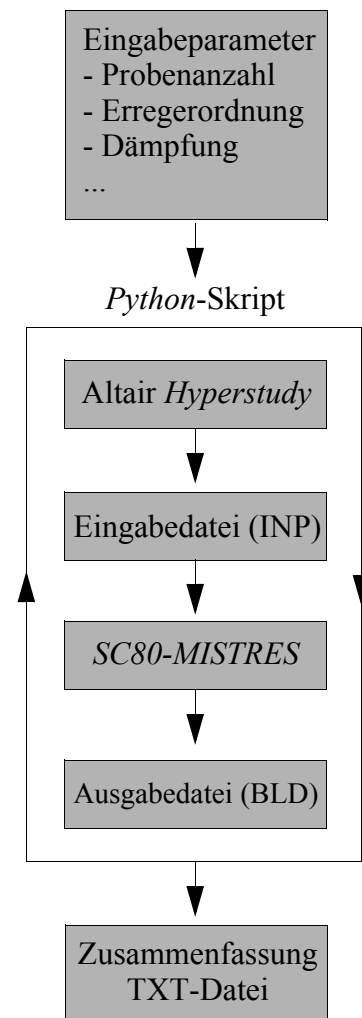 Eingabeparameter
- Probenanzahl
- Erregerordnung
- Dämpfung
...
Python-Skript
Altair Hyperstudy
Eingabedatei (INP)
SC80-MISTRES
Ausgabedatei (BLD)
Zusammenfassung
TXT-Datei